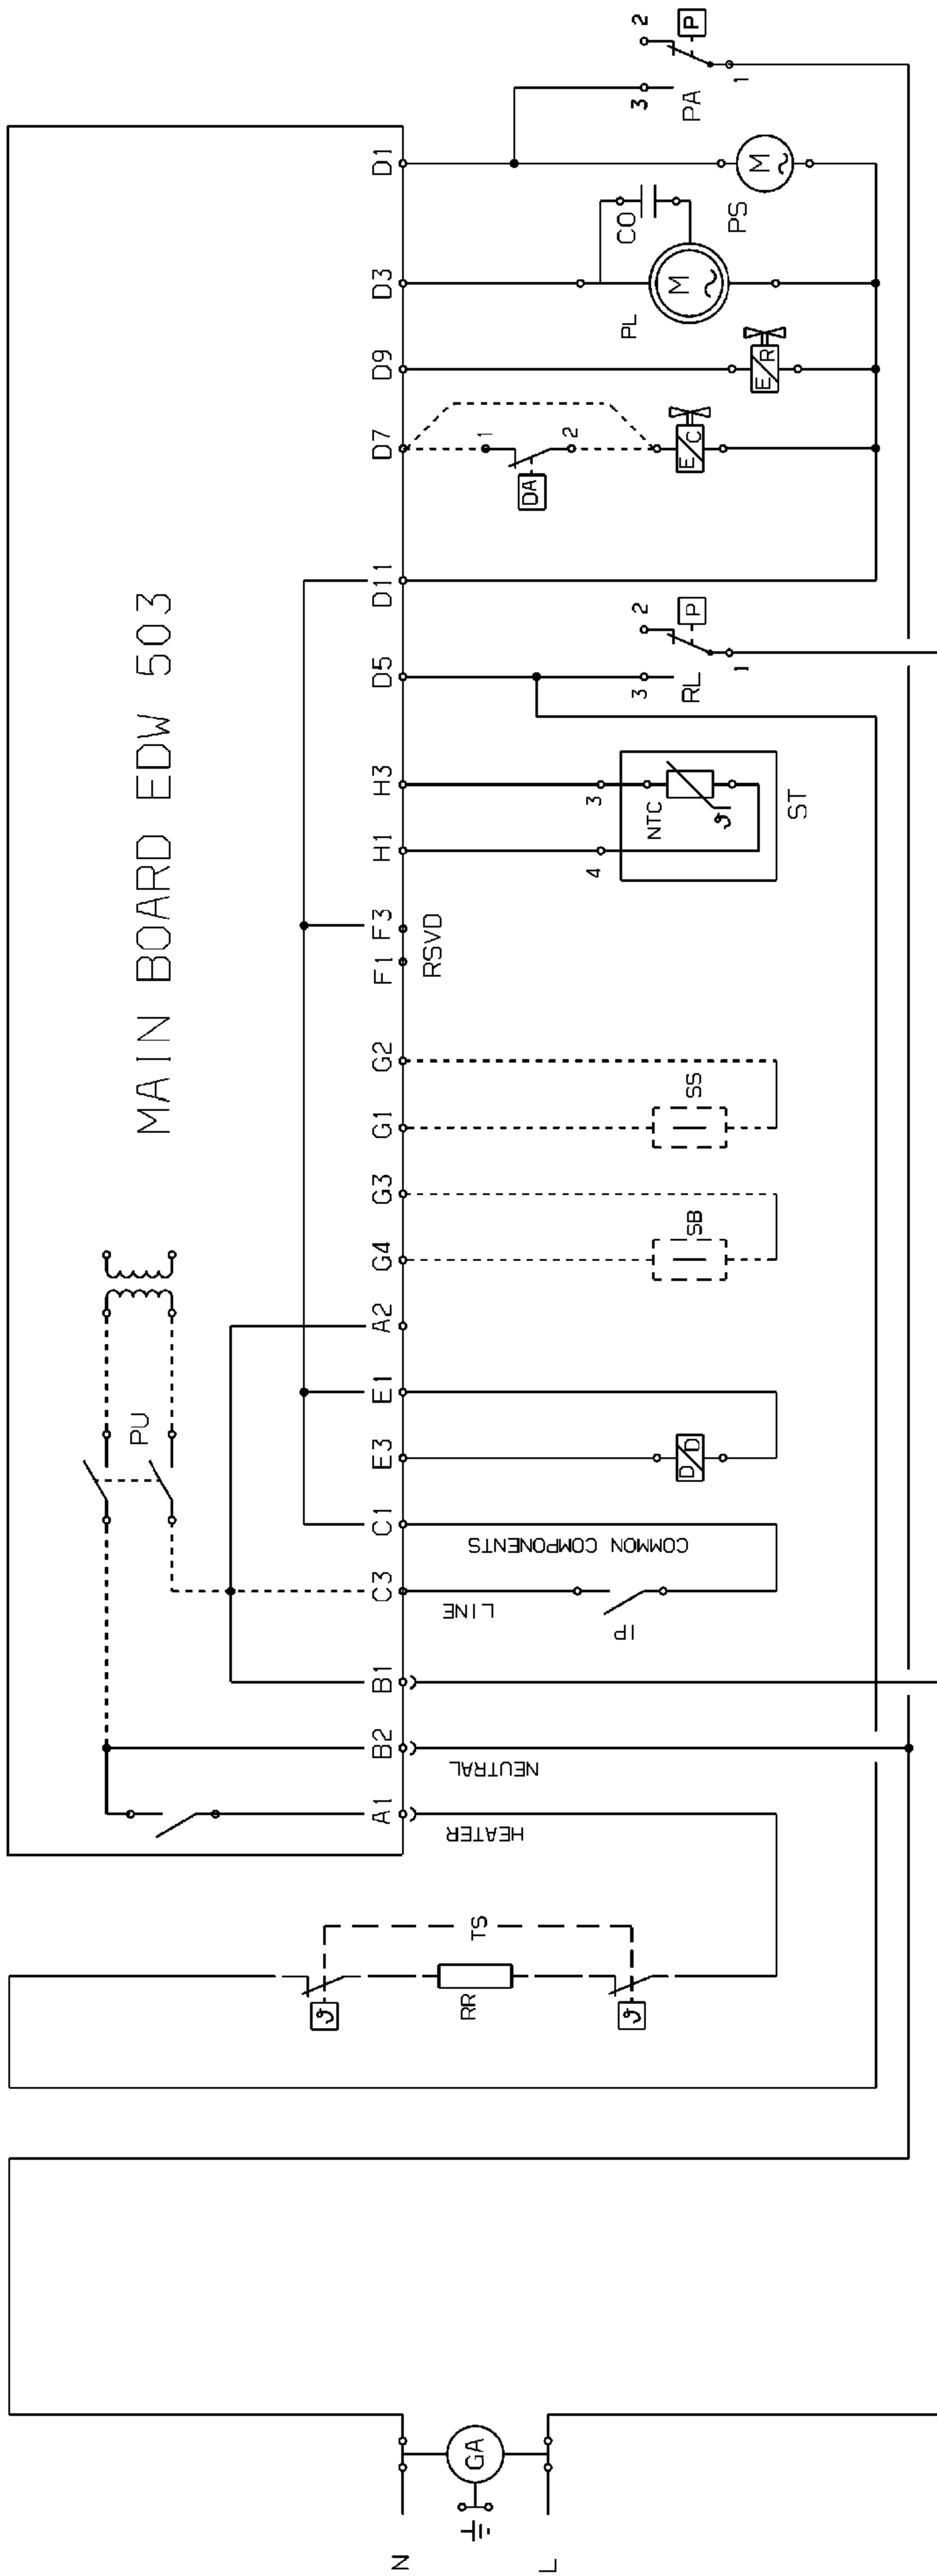 MAIN BOARD EDW 503
PU
A1
B2
B1
C3
C1
E3
E1
A2
G4
G3
G1
G2
F1
F3
H1
H3
D5
D11
D7
D9
D3
D1
RSVD
HEATER
NEUTRAL
LINE
COMMON COMPONENTS
IP
D/D
SB
SS
4
3
NTC
ϑ
ST
3
2
1
P
RL
1
2
DA
E/C
E/R
PL
M
CO
M
PS
3
2
1
P
PA
ϑ
TS
RR
ϑ
N
GA
L